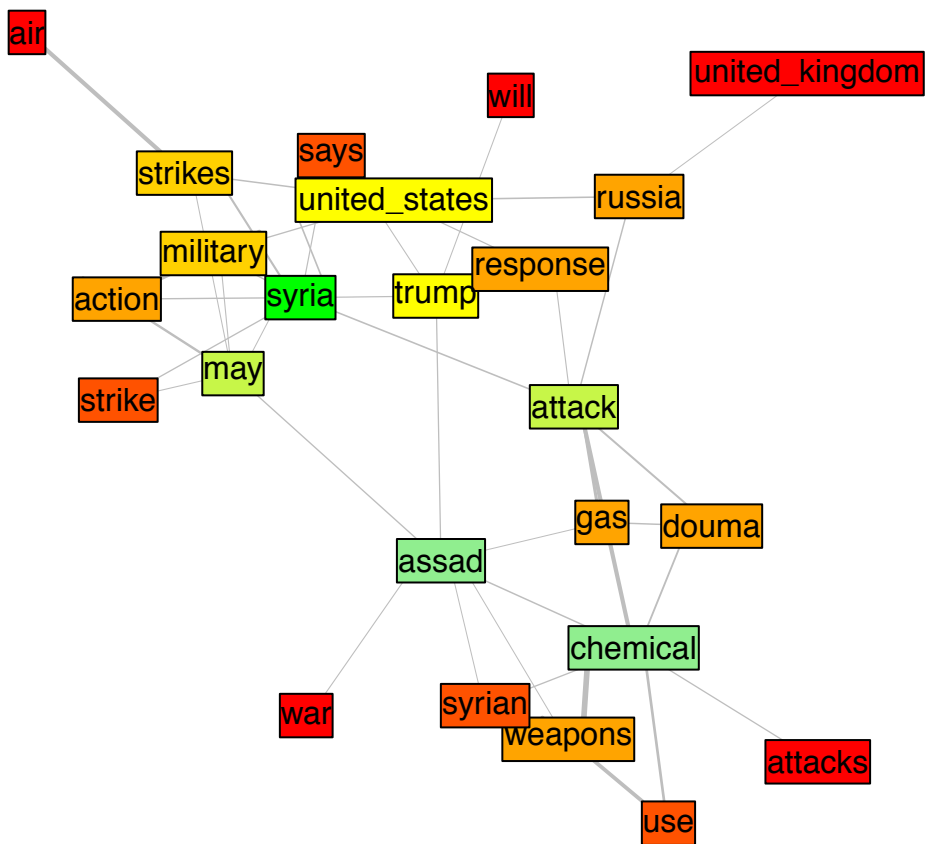 air
united_kingdom
will
says
strikes
united_states
russia
military
response
action
syria
trump
may
strike
attack
gas
douma
assad
chemical
syrian
war
weapons
attacks
use